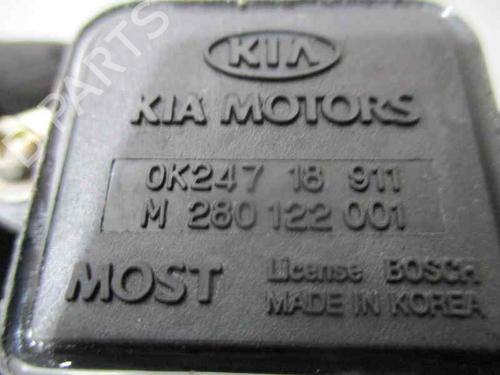 KIA
KIA MOTORS
0K247 18 911
M 280 122 001
MOST License BOSCH
MADE IN KOREA